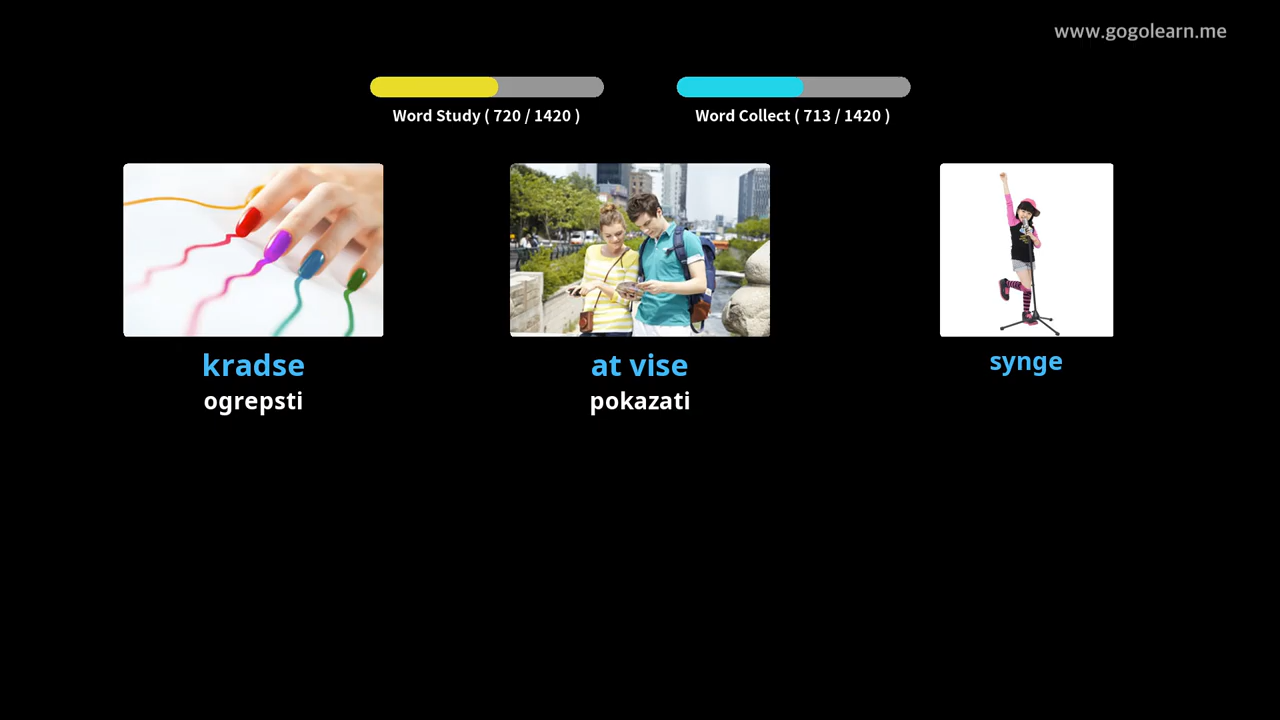 www.gogolearn.me
Word Study ( 720 / 1420 )
Word Collect ( 713 / 1420 )
kradse
ogrepsti
at vise
pokazati
synge